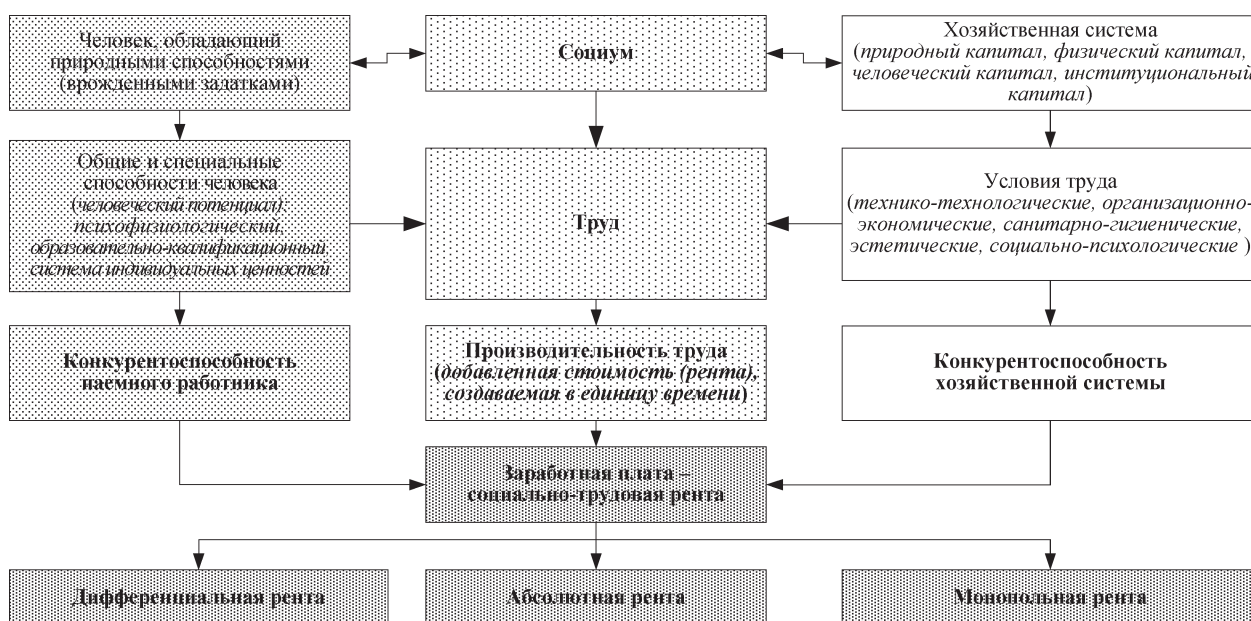 Человек, обладающий
природными способностями
(врожденными задатками)
Социум
Хозяйственная система
(природный капитал, физический капитал,
человеческий капитал, институциональный
капитал)
Общие и специальные
способности человека
(человеческий потенциал):
психофизиологический,
образовательно-квалификационный,
система индивидуальных ценностей
Труд
Условия труда
(технико-технологические, организационно-
экономические, санитарно-гигиенические,
эстетические, социально-психологические )
Конкурентоспособность
наемного работника
Производительность труда
(добавленная стоимость (рента),
создаваемая в единицу времени)
Конкурентоспособность
хозяйственной системы
Заработная плата –
социально-трудовая рента
Дифференциальная рента
Абсолютная рента
Монопольная рента